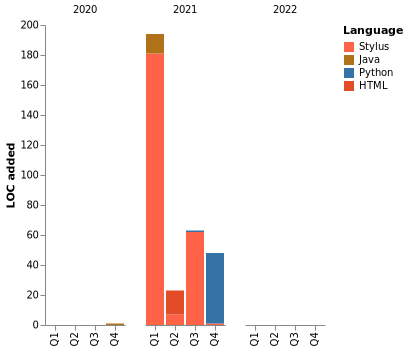 2020 2021 2022
Language
Stylus
Java
Python
HTML
LOC added
200
180
160
140
120
100
80
60
40
20
0
Q1 Q2 Q3 Q4 Q1 Q2 Q3 Q4 Q1 Q2 Q3 Q4